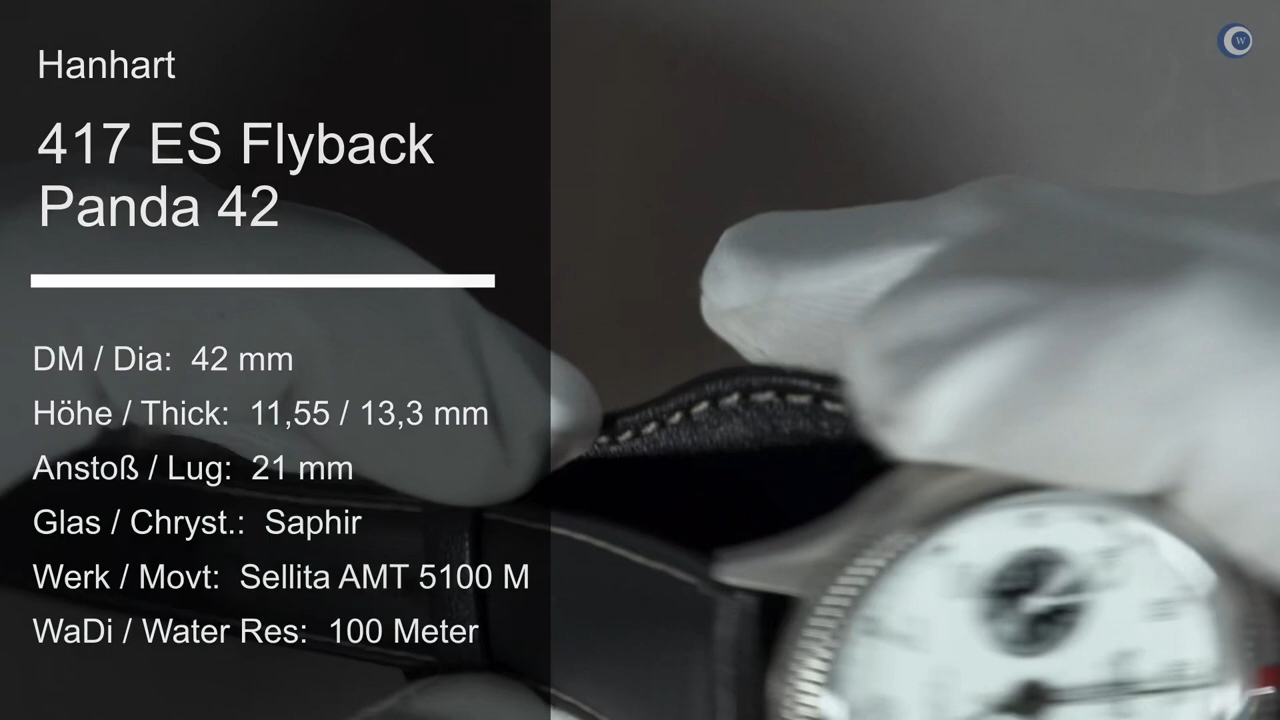 Hanhart
417 ES Flyback
Panda 42
DM / Dia: 42 mm
Höhe / Thick: 11,55 / 13,3 mm
Anstoß / Lug: 21 mm
Glas / Chryst.: Saphir
Werk / Movt: Sellita AMT 5100 M
WaDi / Water Res: 100 Meter
W